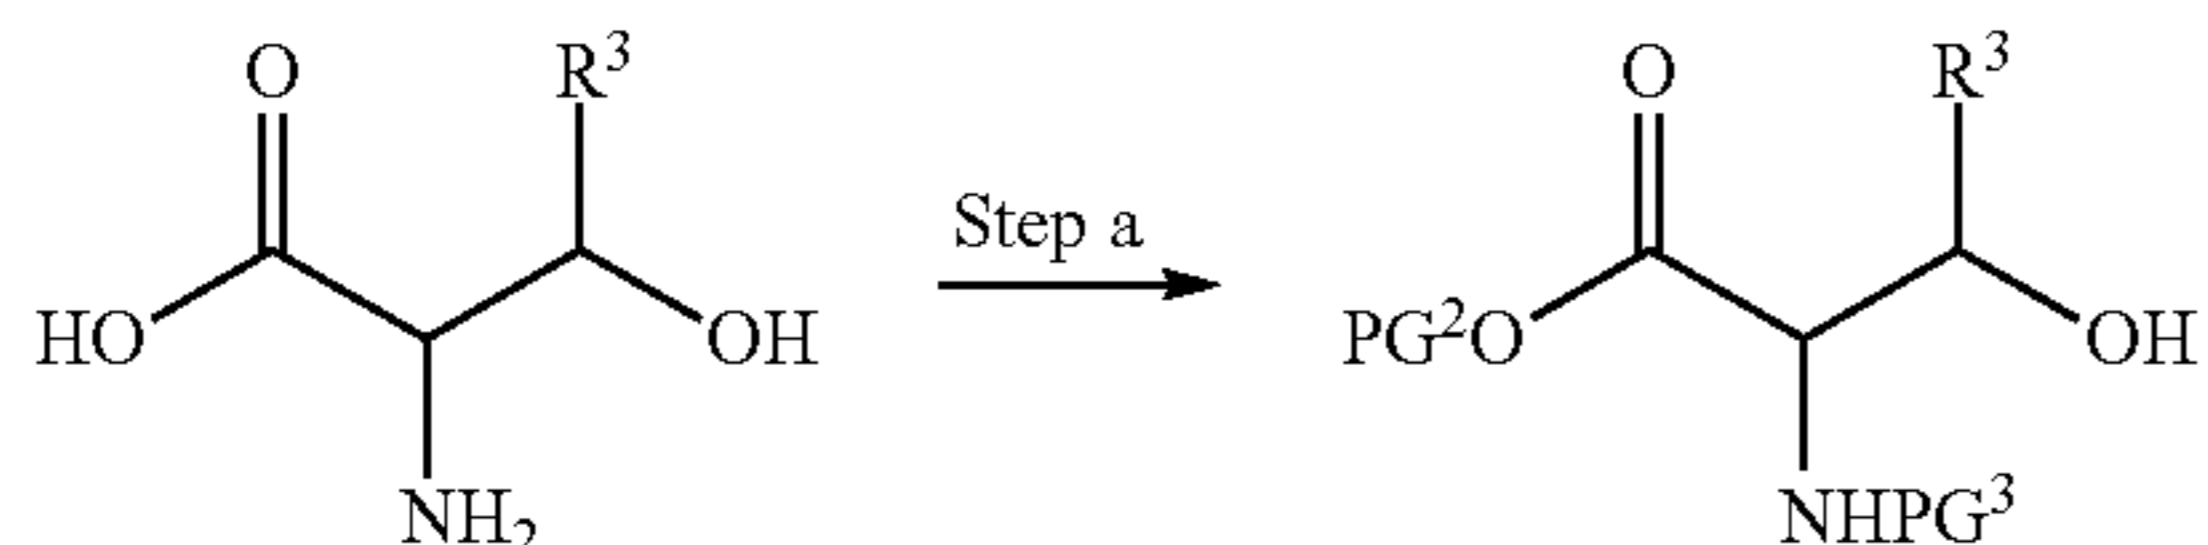 O R³ O R³
Step a
HO OH PG²O OH
NH₂ NHPG³